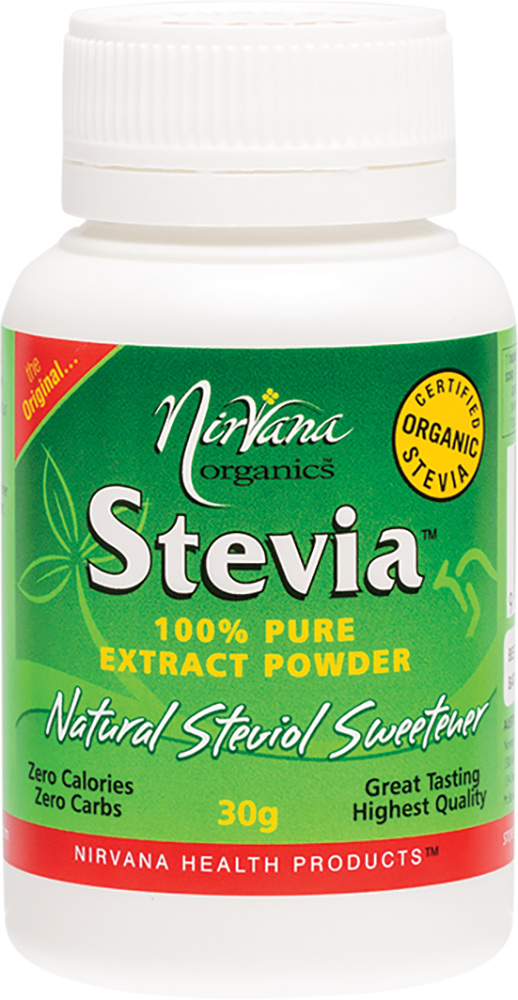 the
Original...
Nirvana
organics™
CERTIFIED
ORGANIC
STEVIA
Stevia™
100% PURE
EXTRACT POWDER
Natural Steviol Sweetener
Zero Calories
Zero Carbs
30g
Great Tasting
Highest Quality
NIRVANA HEALTH PRODUCTS™